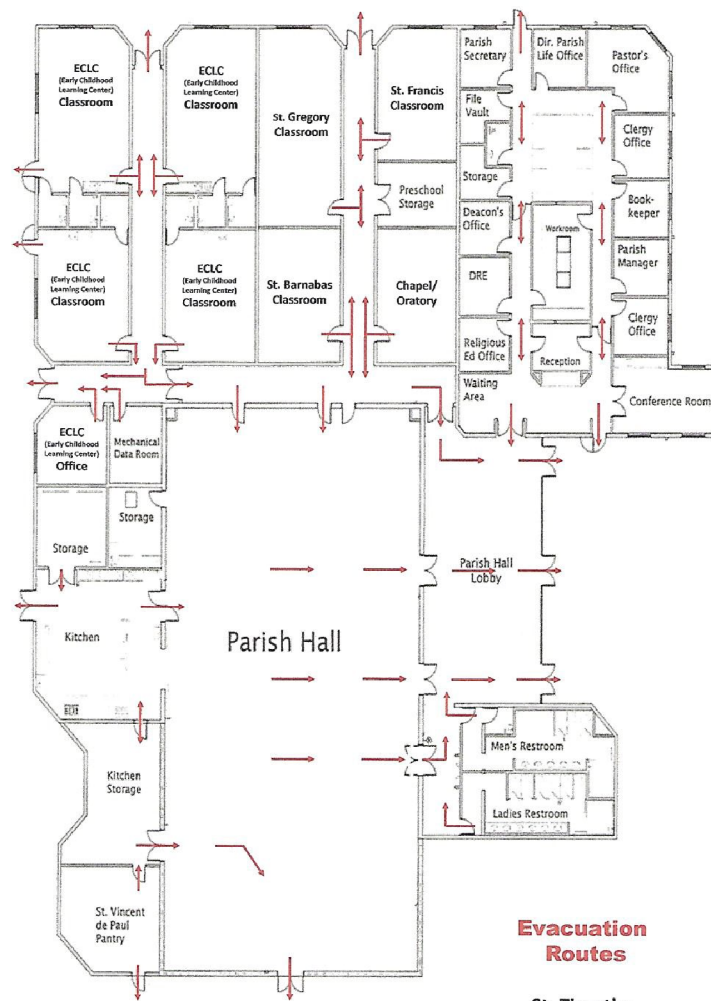 ECLC
(Early Childhood
Learning Center)
Classroom
ECLC
(Early Childhood
Learning Center)
Classroom
St. Gregory
Classroom
St. Francis
Classroom
Parish
Secretary
Dir. Parish
Life Office
Pastor's
Office
File
Vault
Clergy
Office
Preschool
Storage
Storage
Deacon's
Office
Workroom
Book-
keeper
ECLC
(Early Childhood
Learning Center)
Classroom
ECLC
(Early Childhood
Learning Center)
Classroom
St. Barnabas
Classroom
Chapel/
Oratory
DRE
Parish
Manager
Religious
Ed Office
Reception
Clergy
Office
Waiting
Area
Conference Room
ECLC
(Early Childhood
Learning Center)
Office
Mechanical
Data Room
Storage
Storage
Kitchen
Parish Hall
Parish Hall
Lobby
Kitchen
Storage
Men's Restroom
Ladies Restroom
St. Vincent
de Paul
Pantry
Evacuation
Routes